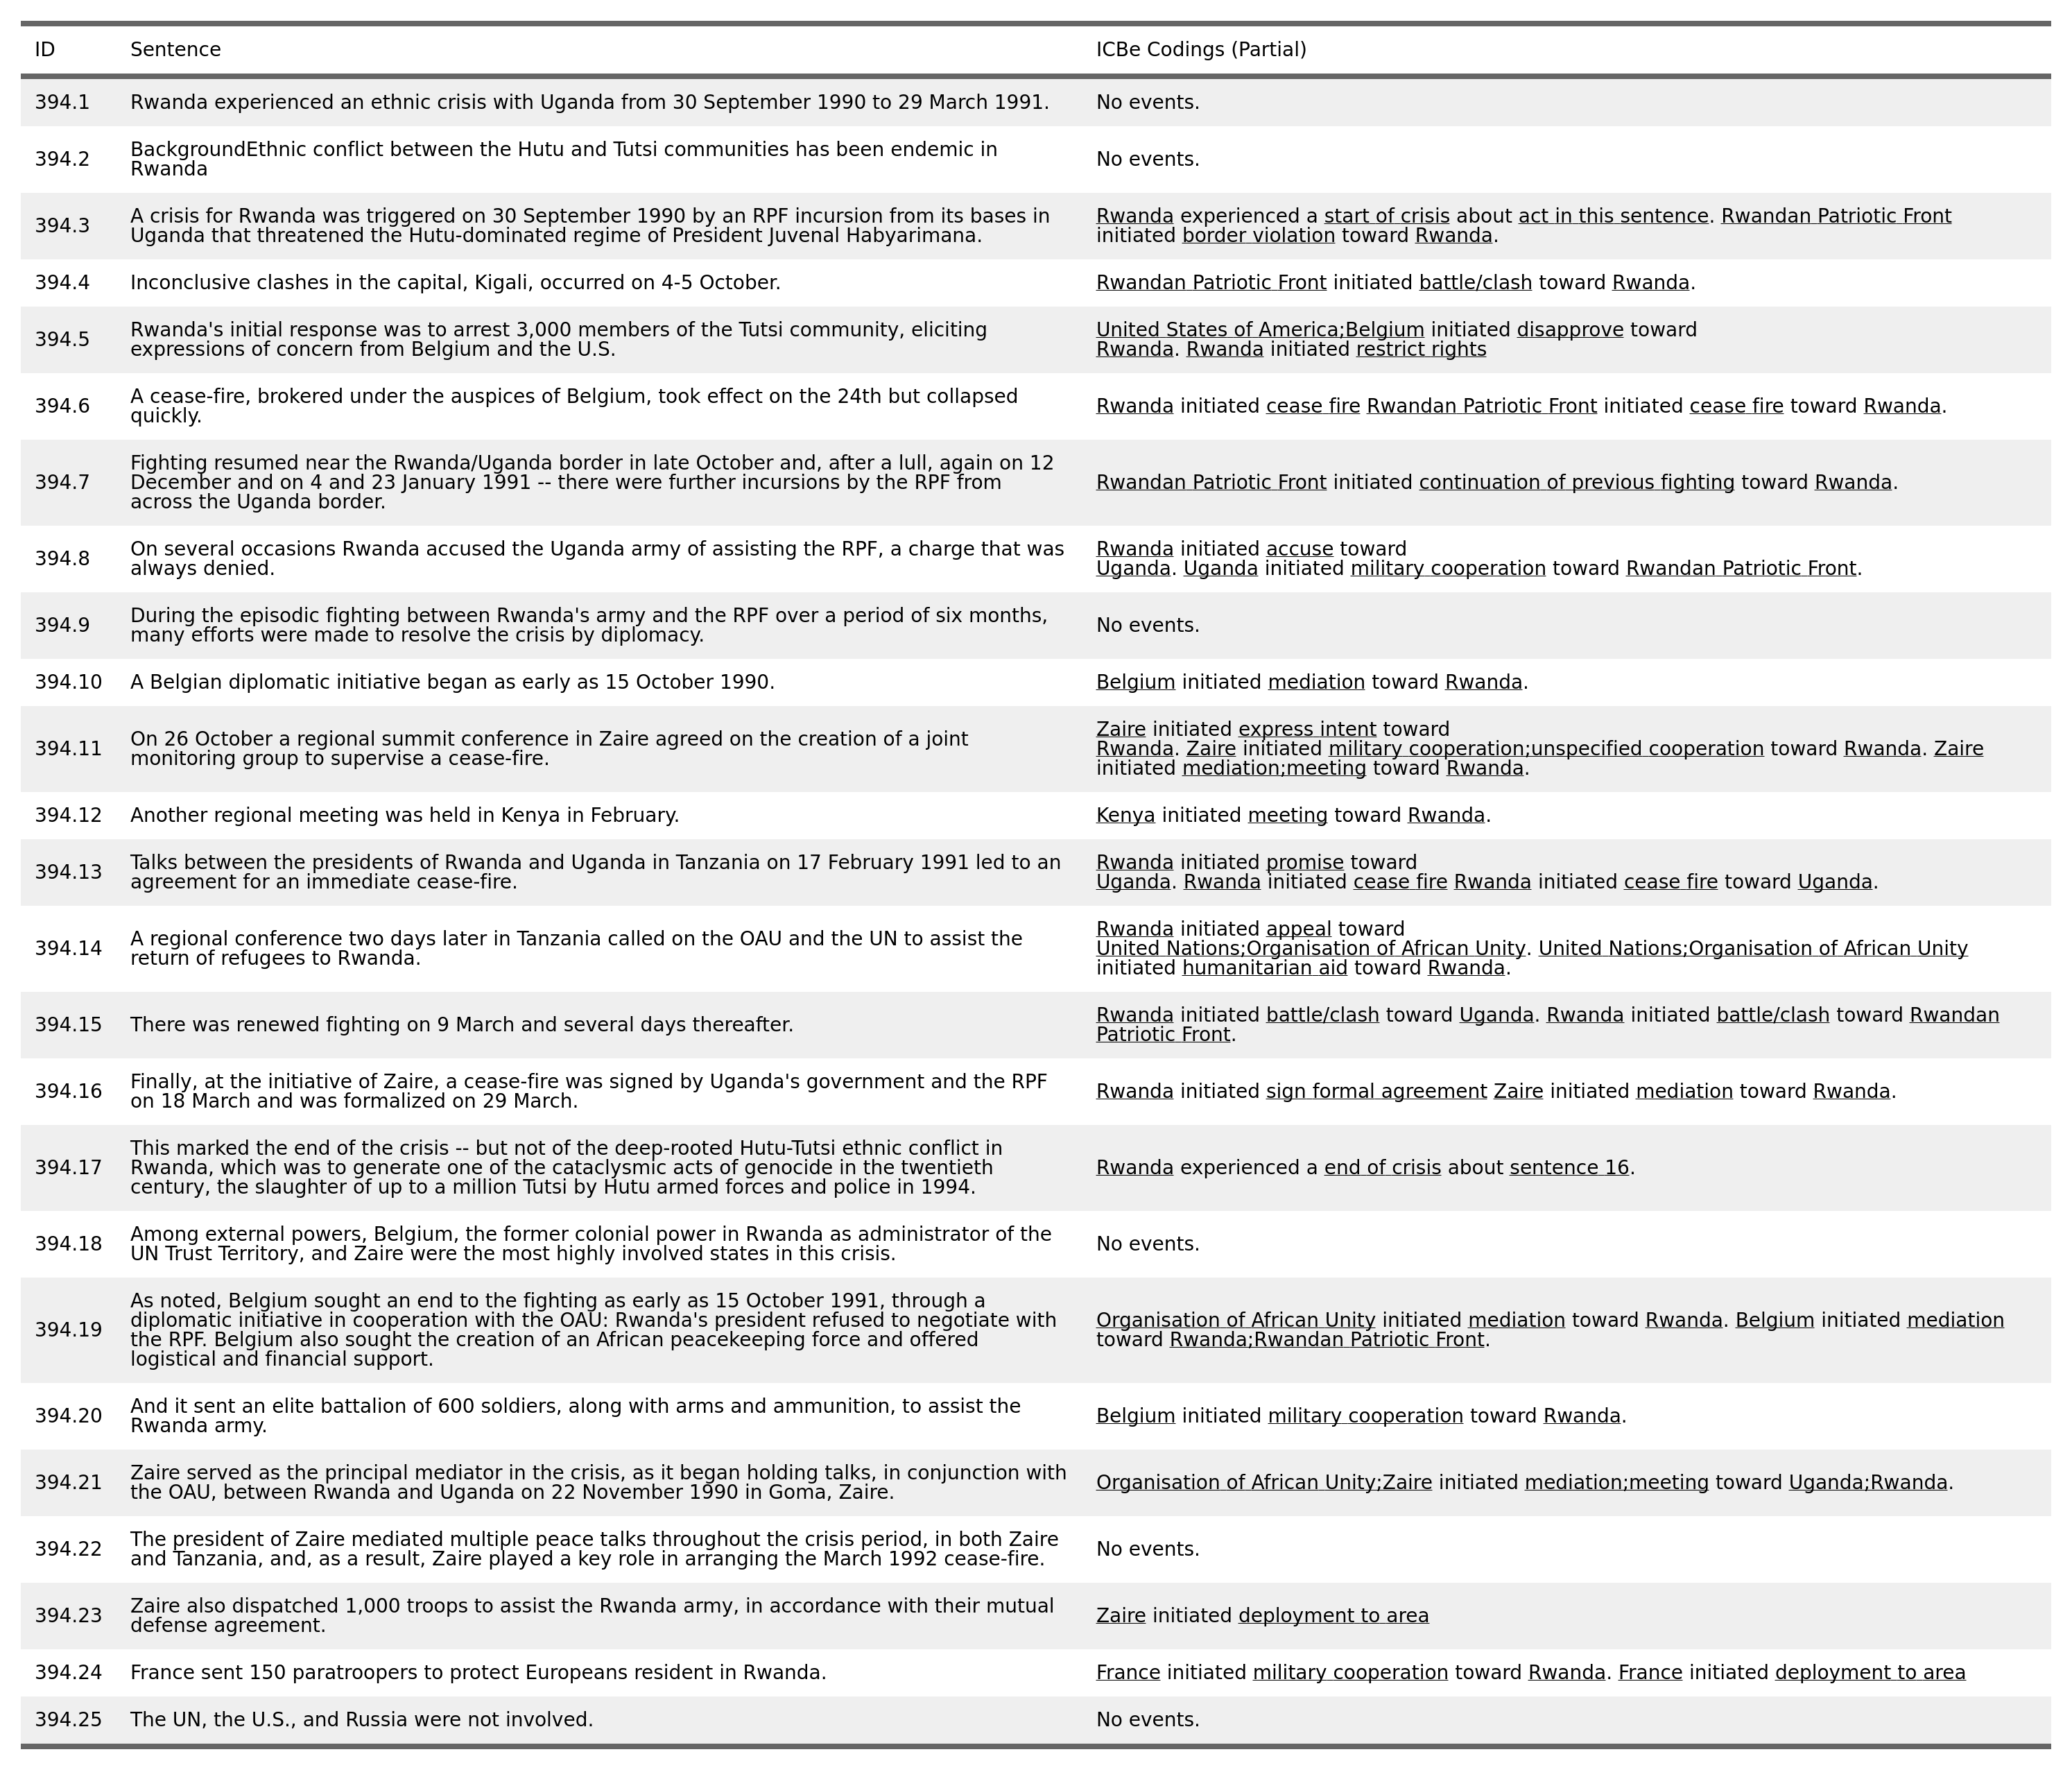 ID Sentence ICBe Codings (Partial)
394.1 Rwanda experienced an ethnic crisis with Uganda from 30 September 1990 to 29 March 1991. No events.
394.2 BackgroundEthnic conflict between the Hutu and Tutsi communities has been endemic in
Rwanda
No events.
394.3 A crisis for Rwanda was triggered on 30 September 1990 by an RPF incursion from its bases in
Uganda that threatened the Hutu-dominated regime of President Juvenal Habyarimana.
Rwanda experienced a start of crisis about act in this sentence. Rwandan Patriotic Front
initiated border violation toward Rwanda.
394.4 Inconclusive clashes in the capital, Kigali, occurred on 4-5 October. Rwandan Patriotic Front initiated battle/clash toward Rwanda.
394.5 Rwanda's initial response was to arrest 3,000 members of the Tutsi community, eliciting
expressions of concern from Belgium and the U.S.
United States of America;Belgium initiated disapprove toward
Rwanda. Rwanda initiated restrict rights
394.6 A cease-fire, brokered under the auspices of Belgium, took effect on the 24th but collapsed
quickly.
Rwanda initiated cease fire Rwandan Patriotic Front initiated cease fire toward Rwanda.
394.7 Fighting resumed near the Rwanda/Uganda border in late October and, after a lull, again on 12
December and on 4 and 23 January 1991 -- there were further incursions by the RPF from
across the Uganda border.
Rwandan Patriotic Front initiated continuation of previous fighting toward Rwanda.
394.8 On several occasions Rwanda accused the Uganda army of assisting the RPF, a charge that was
always denied.
Rwanda initiated accuse toward
Uganda. Uganda initiated military cooperation toward Rwandan Patriotic Front.
394.9 During the episodic fighting between Rwanda's army and the RPF over a period of six months,
many efforts were made to resolve the crisis by diplomacy.
No events.
394.10 A Belgian diplomatic initiative began as early as 15 October 1990. Belgium initiated mediation toward Rwanda.
394.11 On 26 October a regional summit conference in Zaire agreed on the creation of a joint
monitoring group to supervise a cease-fire.
Zaire initiated express intent toward
Rwanda. Zaire initiated military cooperation;unspecified cooperation toward Rwanda. Zaire
initiated mediation;meeting toward Rwanda.
394.12 Another regional meeting was held in Kenya in February. Kenya initiated meeting toward Rwanda.
394.13 Talks between the presidents of Rwanda and Uganda in Tanzania on 17 February 1991 led to an
agreement for an immediate cease-fire.
Rwanda initiated promise toward
Uganda. Rwanda initiated cease fire Rwanda initiated cease fire toward Uganda.
394.14 A regional conference two days later in Tanzania called on the OAU and the UN to assist the
return of refugees to Rwanda.
Rwanda initiated appeal toward
United Nations;Organisation of African Unity. United Nations;Organisation of African Unity
initiated humanitarian aid toward Rwanda.
394.15 There was renewed fighting on 9 March and several days thereafter.
Rwanda initiated battle/clash toward Uganda. Rwanda initiated battle/clash toward Rwandan
Patriotic Front.
394.16 Finally, at the initiative of Zaire, a cease-fire was signed by Uganda's government and the RPF
on 18 March and was formalized on 29 March.
Rwanda initiated sign formal agreement Zaire initiated mediation toward Rwanda.
394.17 This marked the end of the crisis -- but not of the deep-rooted Hutu-Tutsi ethnic conflict in
Rwanda, which was to generate one of the cataclysmic acts of genocide in the twentieth
century, the slaughter of up to a million Tutsi by Hutu armed forces and police in 1994.
Rwanda experienced a end of crisis about sentence 16.
394.18 Among external powers, Belgium, the former colonial power in Rwanda as administrator of the
UN Trust Territory, and Zaire were the most highly involved states in this crisis.
No events.
394.19 As noted, Belgium sought an end to the fighting as early as 15 October 1991, through a
diplomatic initiative in cooperation with the OAU: Rwanda's president refused to negotiate with
the RPF. Belgium also sought the creation of an African peacekeeping force and offered
logistical and financial support.
Organisation of African Unity initiated mediation toward Rwanda. Belgium initiated mediation
toward Rwanda;Rwandan Patriotic Front.
394.20 And it sent an elite battalion of 600 soldiers, along with arms and ammunition, to assist the
Rwanda army.
Belgium initiated military cooperation toward Rwanda.
394.21 Zaire served as the principal mediator in the crisis, as it began holding talks, in conjunction with
the OAU, between Rwanda and Uganda on 22 November 1990 in Goma, Zaire.
Organisation of African Unity;Zaire initiated mediation;meeting toward Uganda;Rwanda.
394.22 The president of Zaire mediated multiple peace talks throughout the crisis period, in both Zaire
and Tanzania, and, as a result, Zaire played a key role in arranging the March 1992 cease-fire.
No events.
394.23 Zaire also dispatched 1,000 troops to assist the Rwanda army, in accordance with their mutual
defense agreement.
Zaire initiated deployment to area
394.24 France sent 150 paratroopers to protect Europeans resident in Rwanda. France initiated military cooperation toward Rwanda. France initiated deployment to area
394.25 The UN, the U.S., and Russia were not involved. No events.